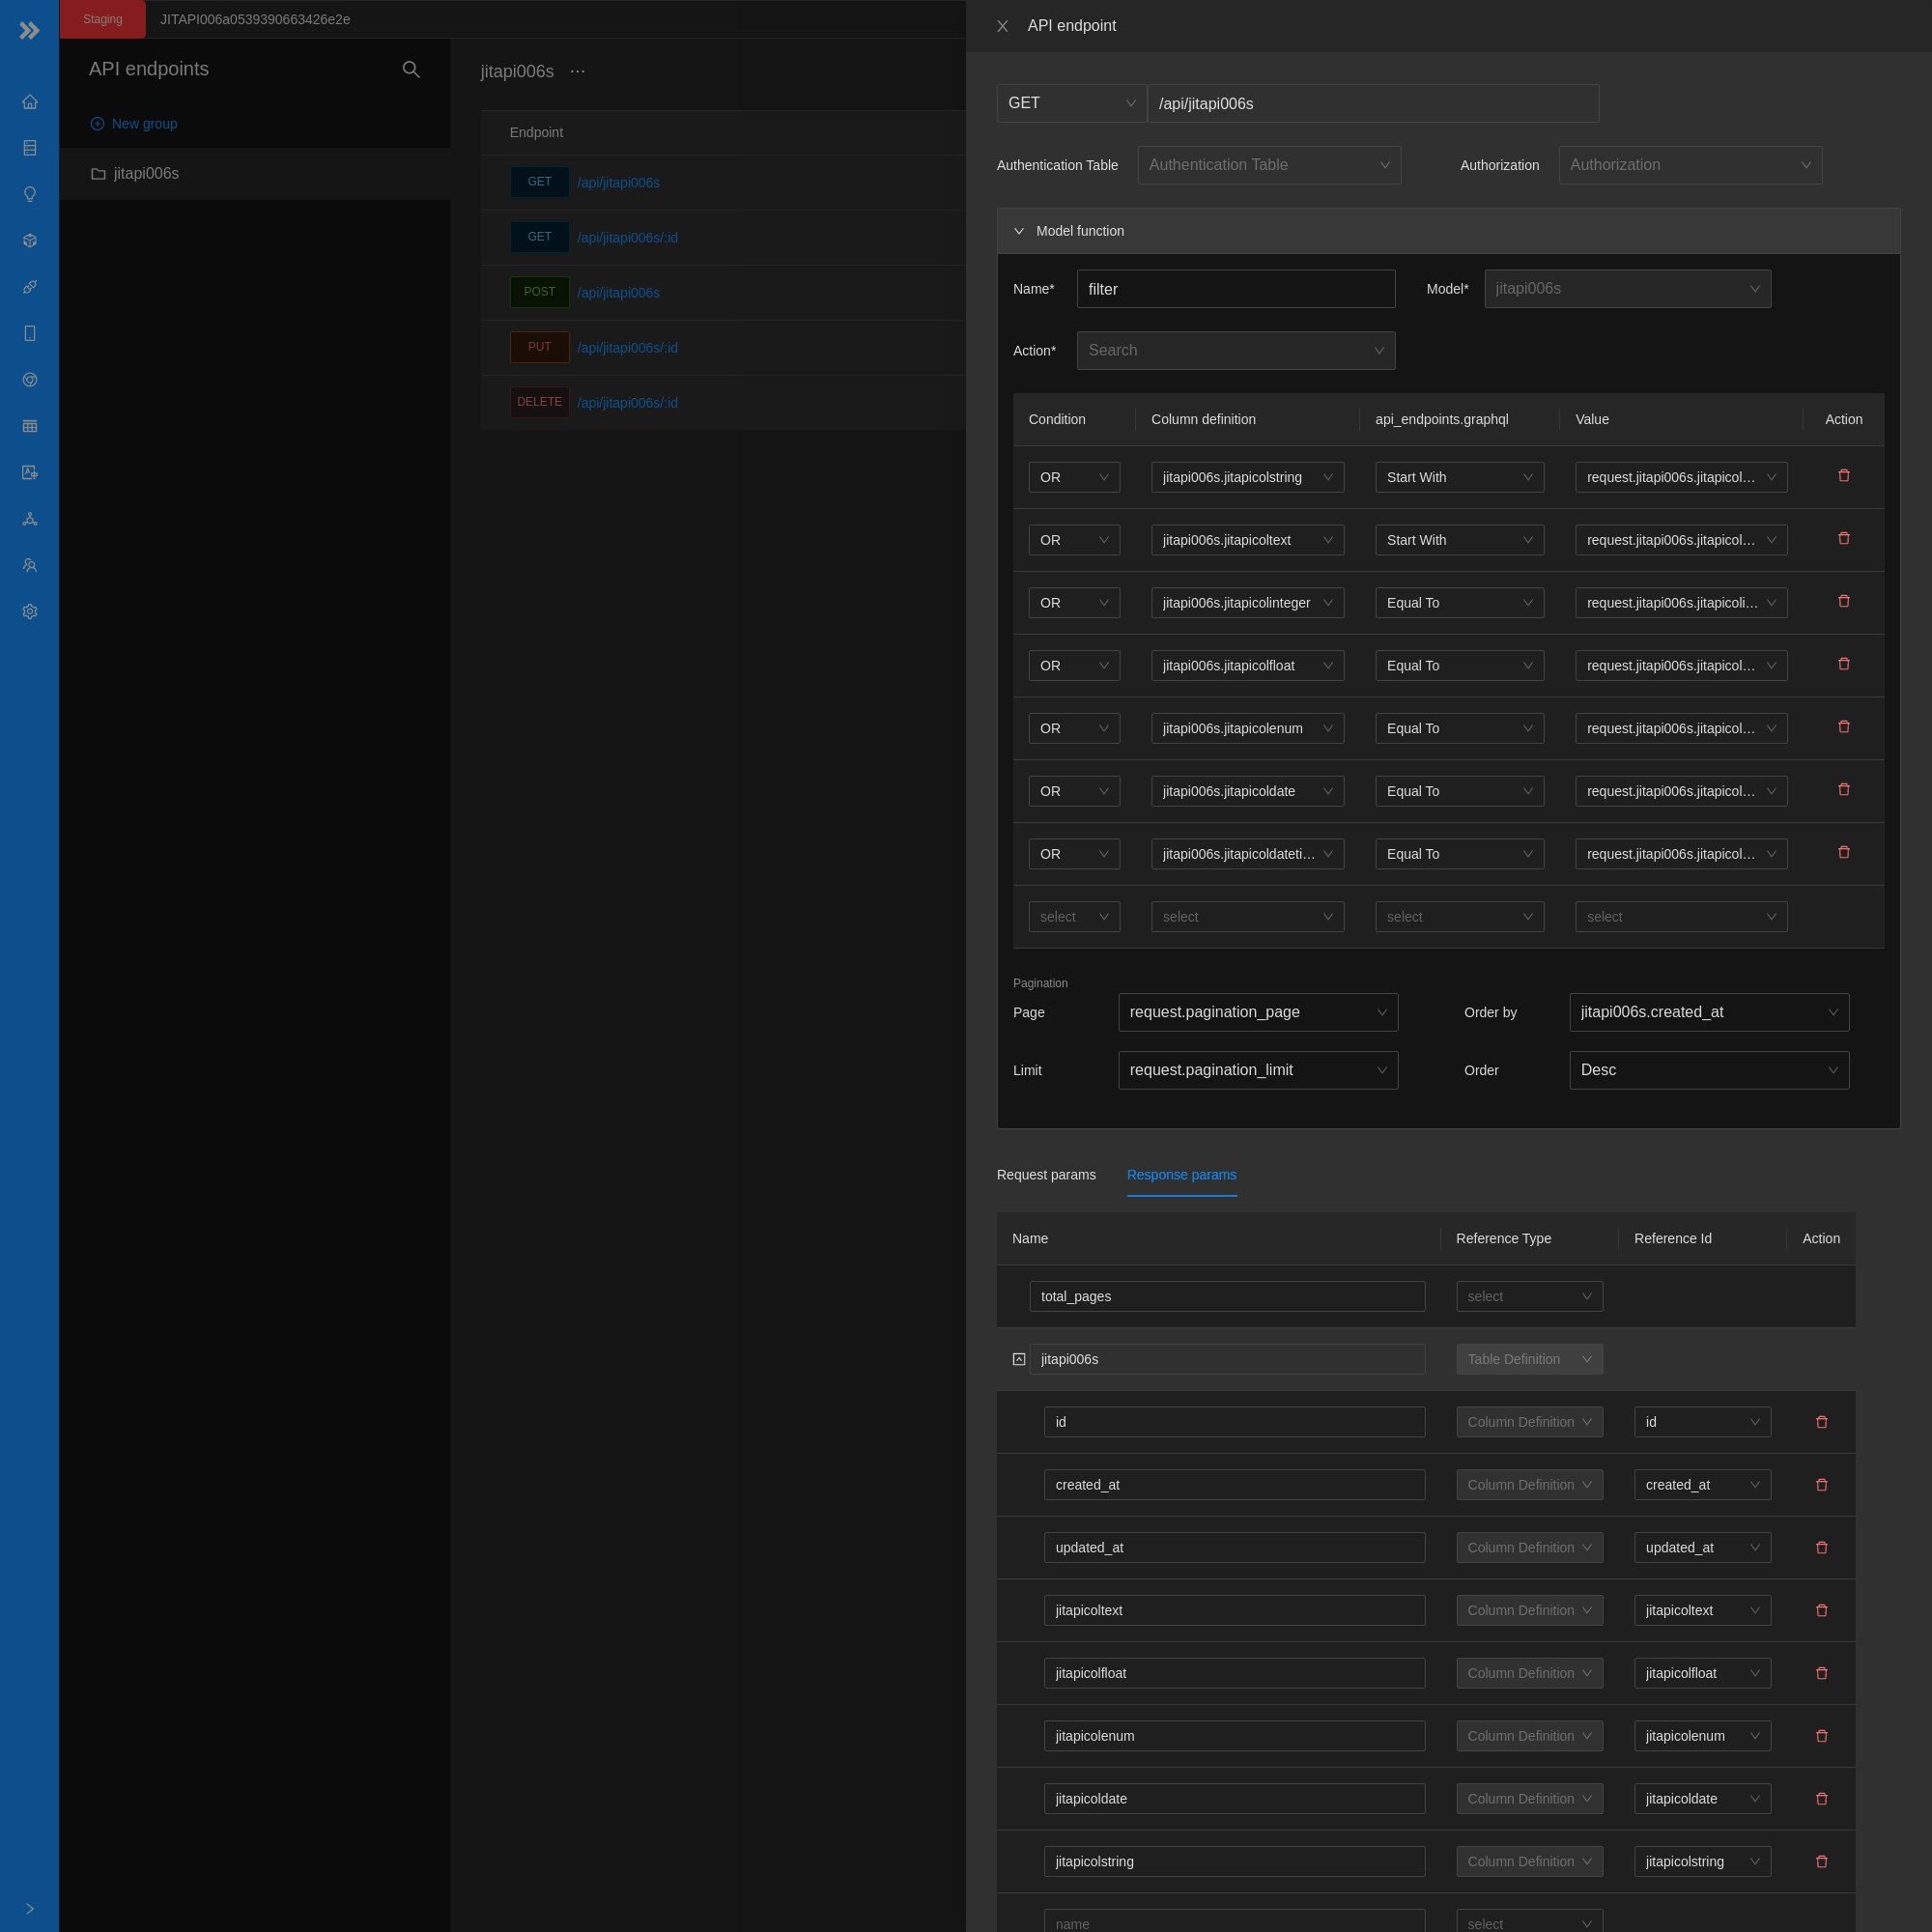 Staging
JITAPI006a0539390663426e2e
API endpoints
New group
jitapi006s
jitapi006s ···
Endpoint
GET /api/jitapi006s
GET /api/jitapi006s/:id
POST /api/jitapi006s
PUT /api/jitapi006s/:id
DELETE /api/jitapi006s/:id
API endpoint
GET /api/jitapi006s
Authentication Table Authentication Table Authorization Authorization
Model function
Name* filter Model* jitapi006s
Action* Search
Condition Column definition api_endpoints.graphql Value Action
OR jitapi006s.jitapicolstring Start With request.jitapi006s.jitapicol…
OR jitapi006s.jitapicoltext Start With request.jitapi006s.jitapicol…
OR jitapi006s.jitapicolinteger Equal To request.jitapi006s.jitapicoli…
OR jitapi006s.jitapicolfloat Equal To request.jitapi006s.jitapicol…
OR jitapi006s.jitapicolenum Equal To request.jitapi006s.jitapicol…
OR jitapi006s.jitapicoldate Equal To request.jitapi006s.jitapicol…
OR jitapi006s.jitapicoldateti… Equal To request.jitapi006s.jitapicol…
select select select select
Pagination
Page request.pagination_page Order by jitapi006s.created_at
Limit request.pagination_limit Order Desc
Request params Response params
Name Reference Type Reference Id Action
total_pages select
jitapi006s Table Definition
id Column Definition id
created_at Column Definition created_at
updated_at Column Definition updated_at
jitapicoltext Column Definition jitapicoltext
jitapicolfloat Column Definition jitapicolfloat
jitapicolenum Column Definition jitapicolenum
jitapicoldate Column Definition jitapicoldate
jitapicolstring Column Definition jitapicolstring
name select